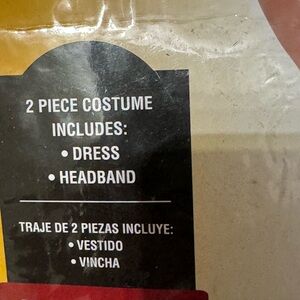 2 PIECE COSTUME
INCLUDES:
• DRESS
• HEADBAND
TRAJE DE 2 PIEZAS INCLUYE:
• VESTIDO
• VINCHA